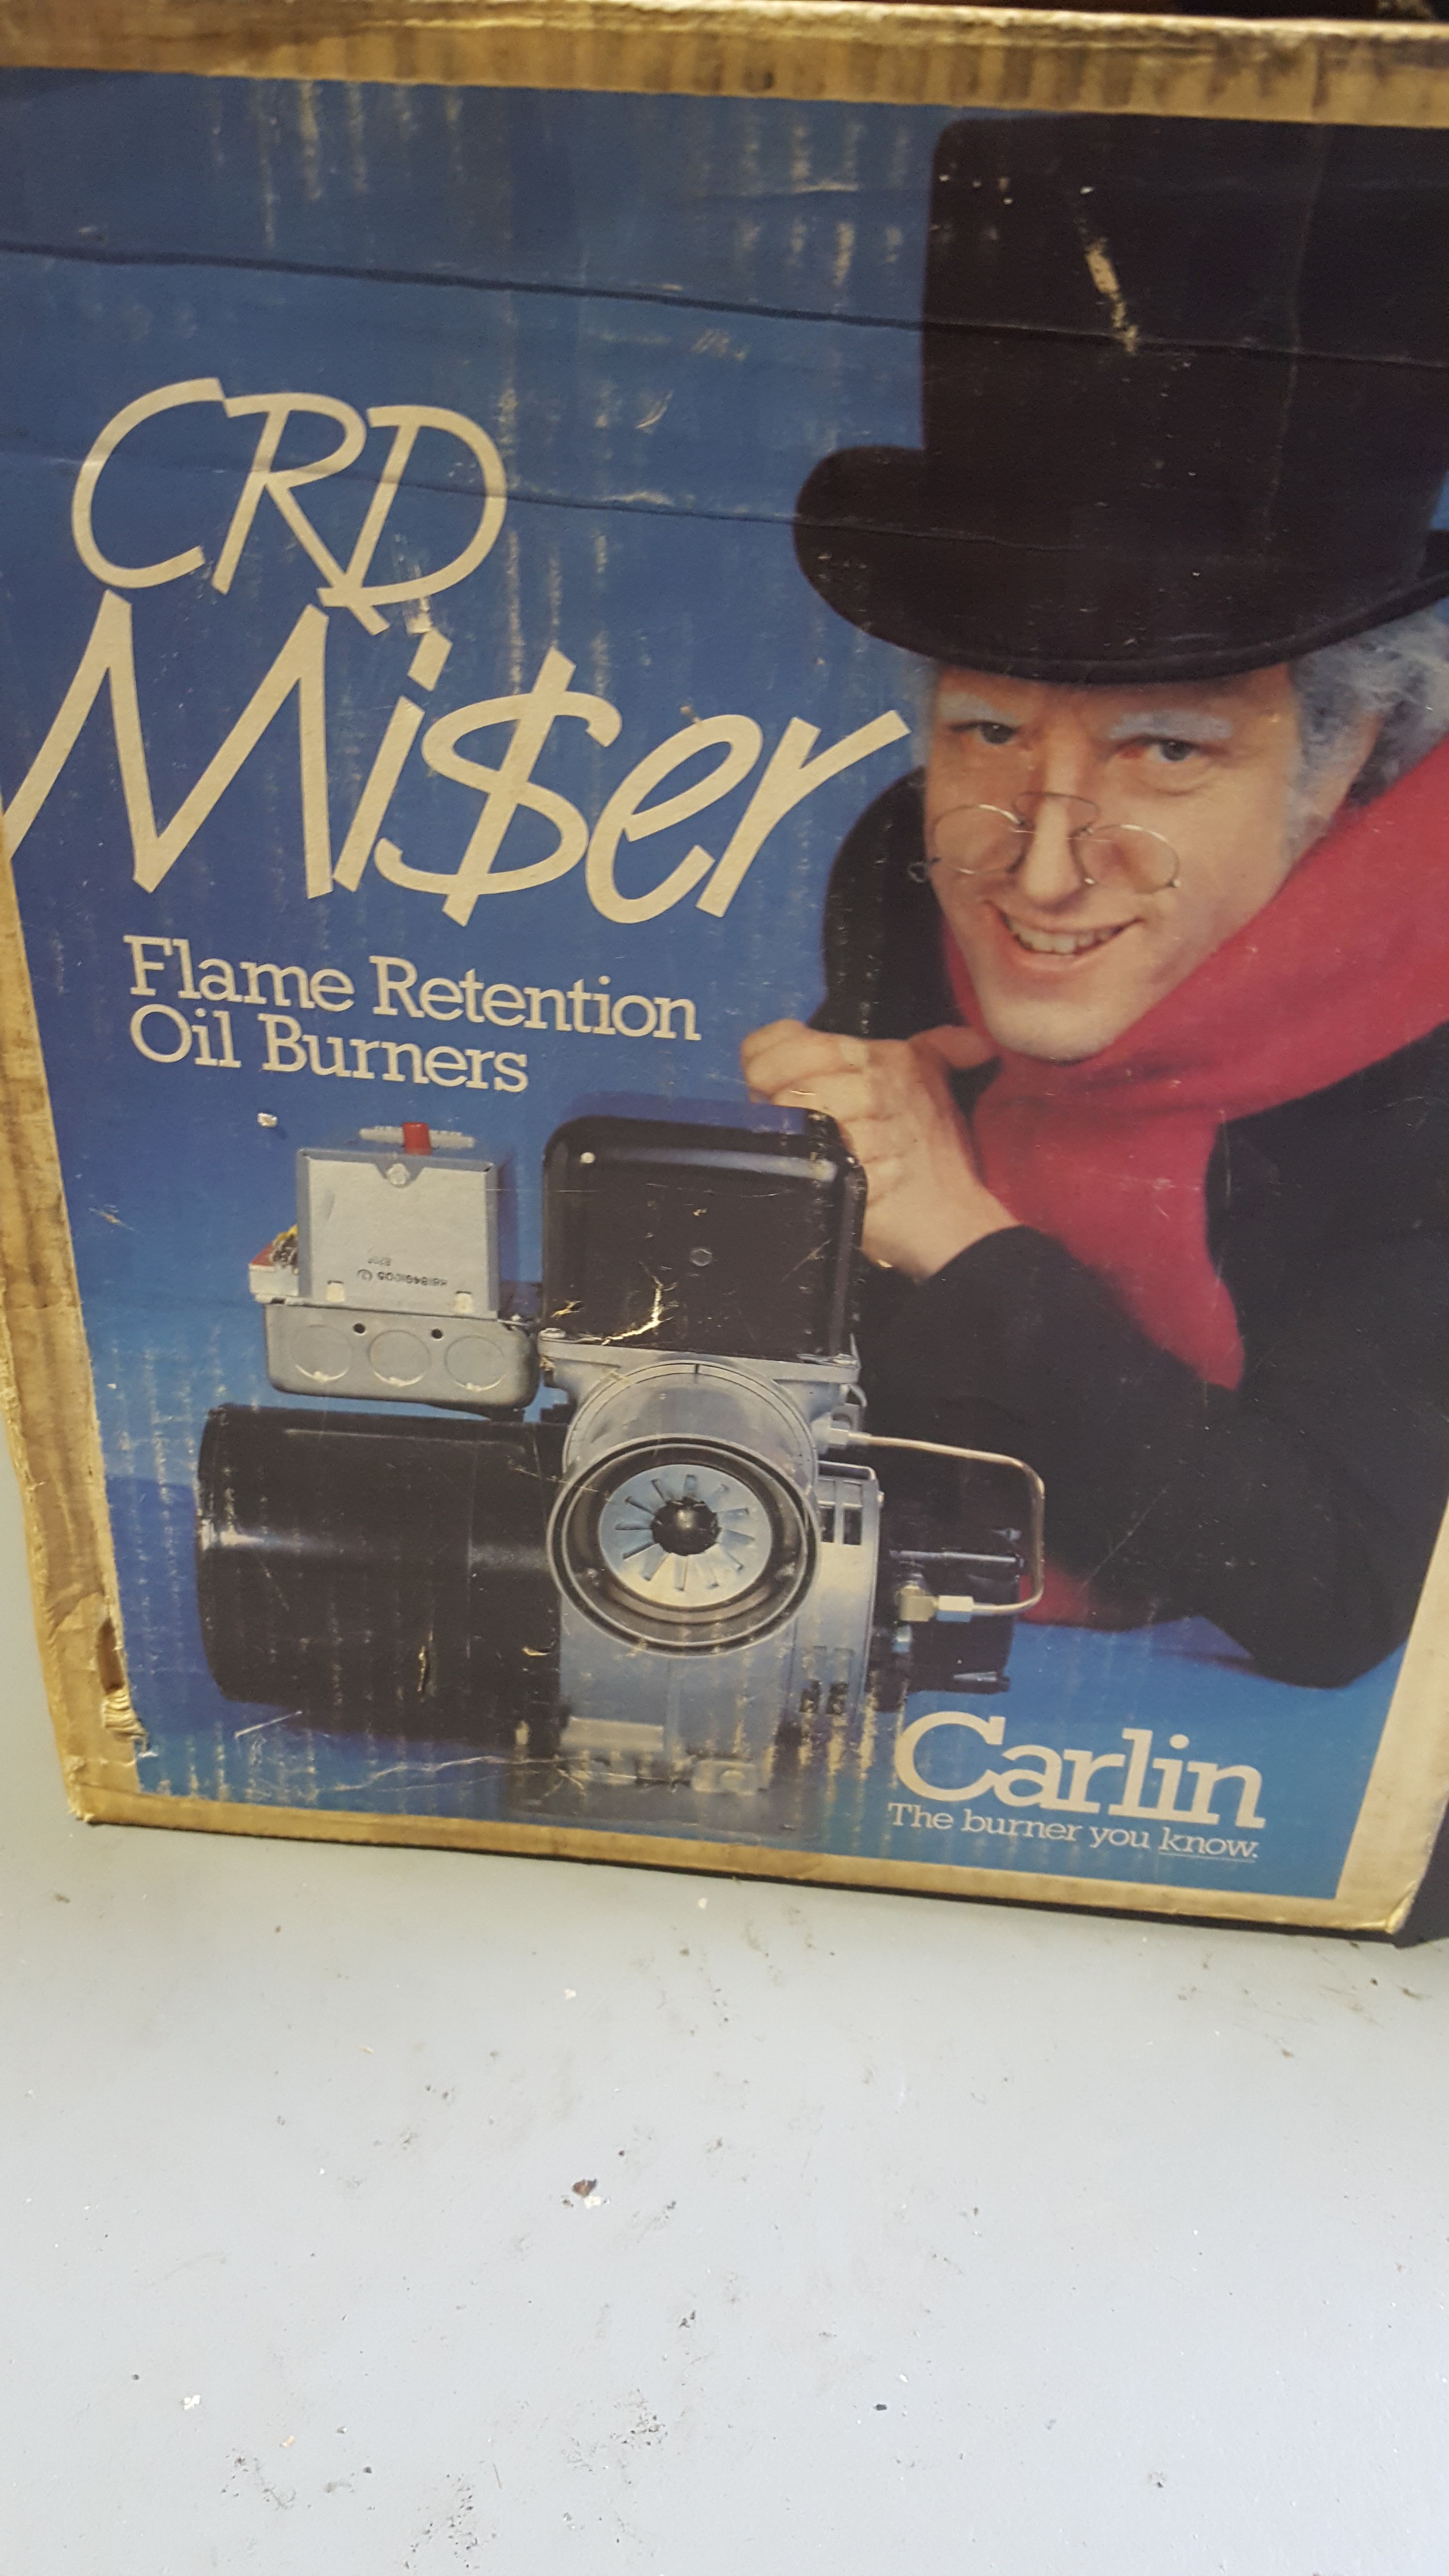 CRD
Mi$er
Flame Retention
Oil Burners
Carlin
The burner you know.